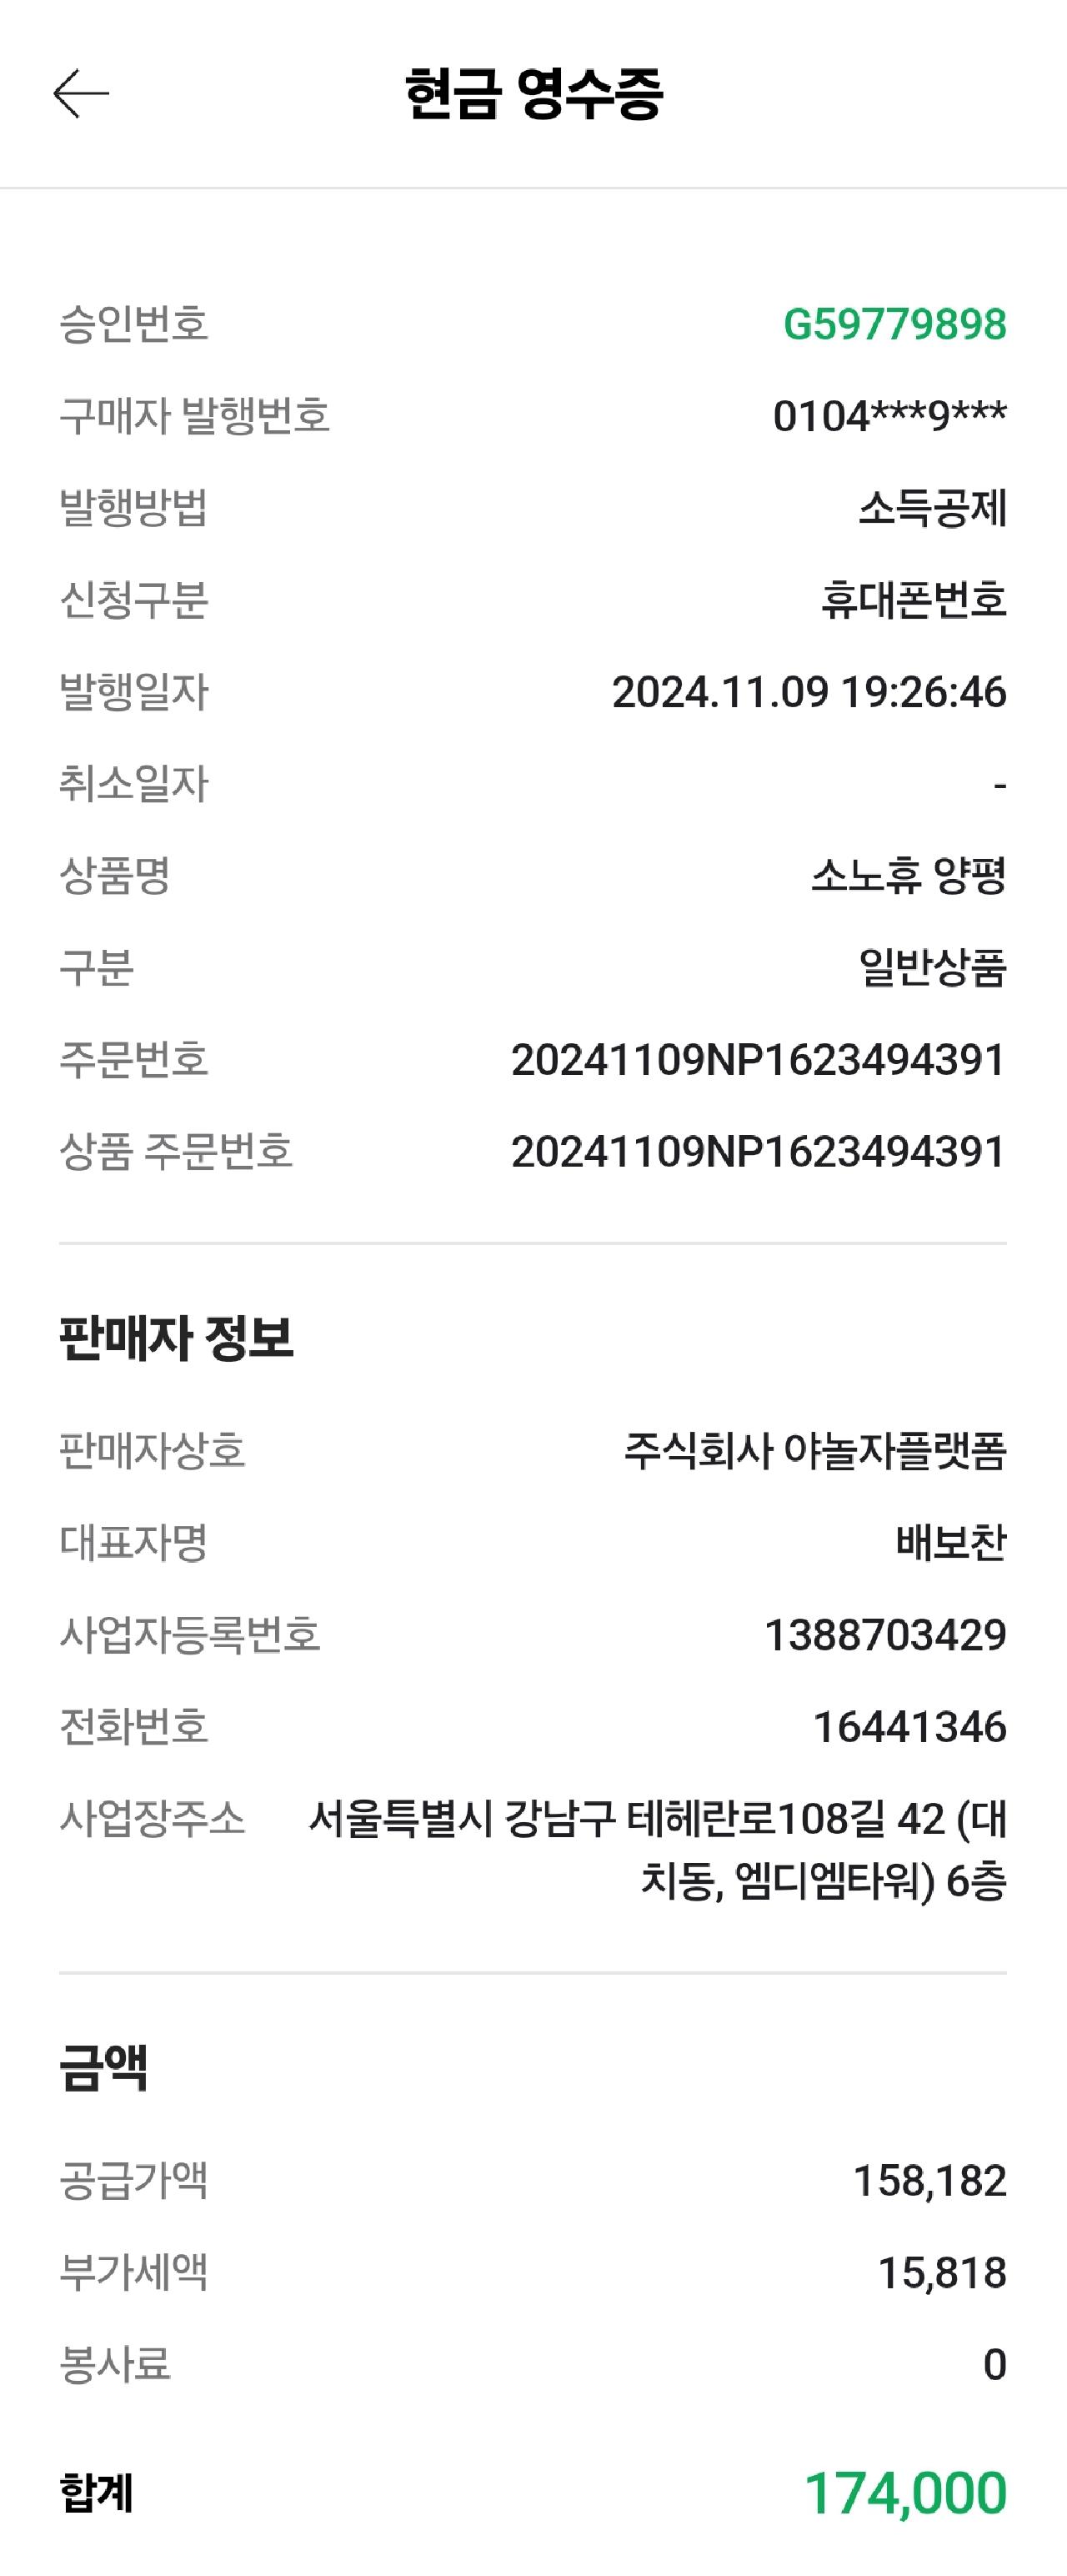 현금 영수증
승인번호 G59779898
구매자 발행번호 0104***9***
발행방법 소득공제
신청구분 휴대폰번호
발행일자 2024.11.09 19:26:46
취소일자 -
상품명 소노휴 양평
구분 일반상품
주문번호 20241109NP1623494391
상품 주문번호 20241109NP1623494391
판매자 정보
판매자상호 주식회사 야놀자플랫폼
대표자명 배보찬
사업자등록번호 1388703429
전화번호 16441346
사업장주소 서울특별시 강남구 테헤란로108길 42 (대
치동, 엠디엠타워) 6층
금액
공급가액 158,182
부가세액 15,818
봉사료 0
합계 174,000